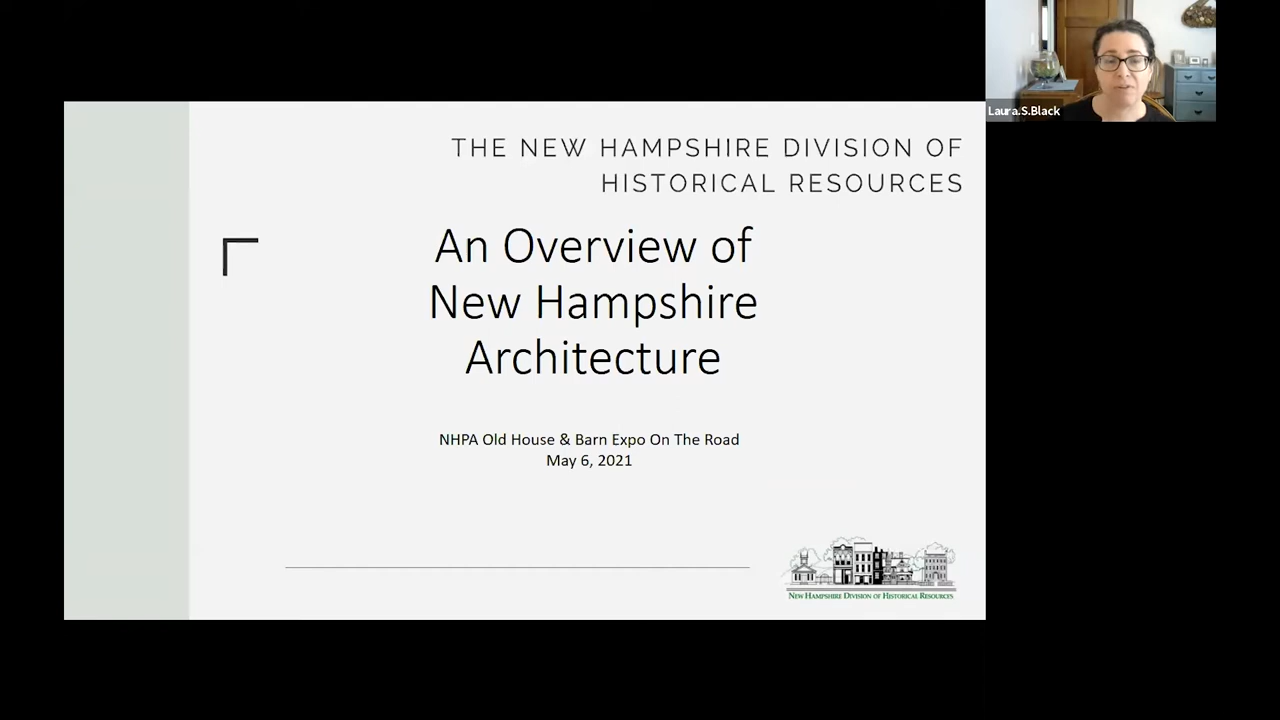 Laura.S.Black
THE NEW HAMPSHIRE DIVISION OF
HISTORICAL RESOURCES
An Overview of
New Hampshire
Architecture
NHPA Old House & Barn Expo On The Road
May 6, 2021
NEW HAMPSHIRE DIVISION OF HISTORICAL RESOURCES